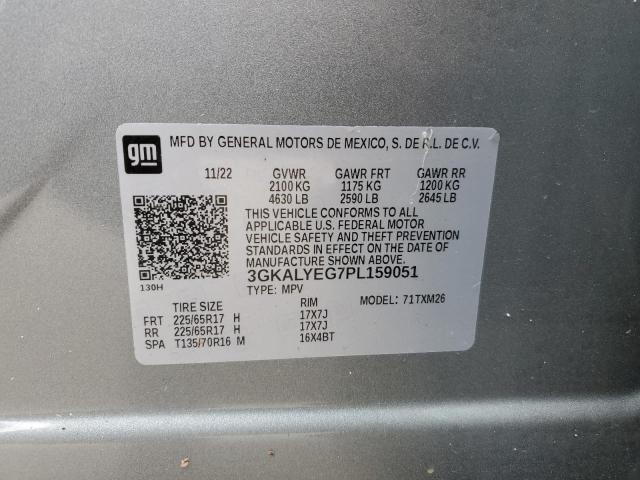 gm MFD BY GENERAL MOTORS DE MEXICO, S. DE R.L. DE C.V.
11/22 GVWR GAWR FRT GAWR RR
2100 KG 1175 KG 1200 KG
4630 LB 2590 LB 2645 LB
THIS VEHICLE CONFORMS TO ALL
APPLICABLE U.S. FEDERAL MOTOR
VEHICLE SAFETY AND THEFT PREVENTION
STANDARDS IN EFFECT ON THE DATE OF
MANUFACTURE SHOWN ABOVE.
3GKALYEG7PL159051
130H
TYPE: MPV MODEL: 71TXM26
TIRE SIZE RIM
FRT 225/65R17 H 17X7J
RR 225/65R17 H 17X7J
SPA T135/70R16 M 16X4BT